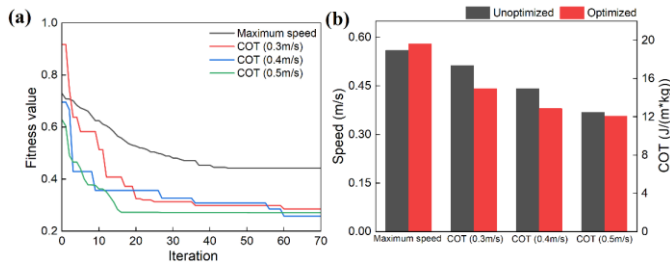 (a)
Maximum speed
COT (0.3m/s)
COT (0.4m/s)
COT (0.5m/s)
Fitness value
1.0
0.8
0.6
0.4
0.2
0 10 20 30 40 50 60 70
Iteration
(b)
Unoptimized Optimized
Speed (m/s)
0.60
0.45
0.30
0.15
0.00
20
16
12
8
4
0
COT (J/(m*kg))
Maximum speed COT (0.3m/s) COT (0.4m/s) COT (0.5m/s)